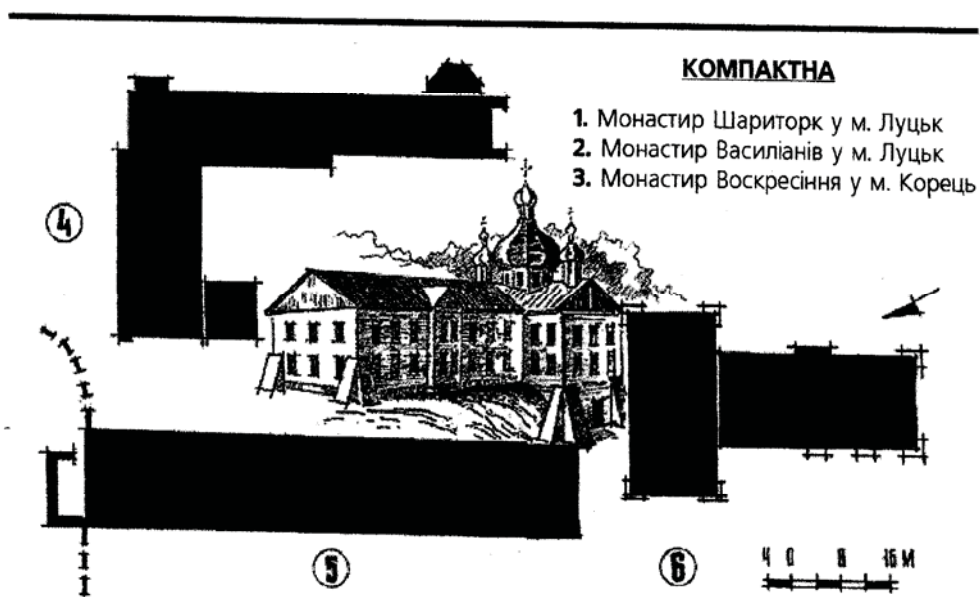 КОМПАКТНА
1. Монастир Шариторк у м. Луцьк
2. Монастир Василіанів у м. Луцьк
3. Монастир Воскресіння у м. Корець
4
5
6
4 0 8 16 М